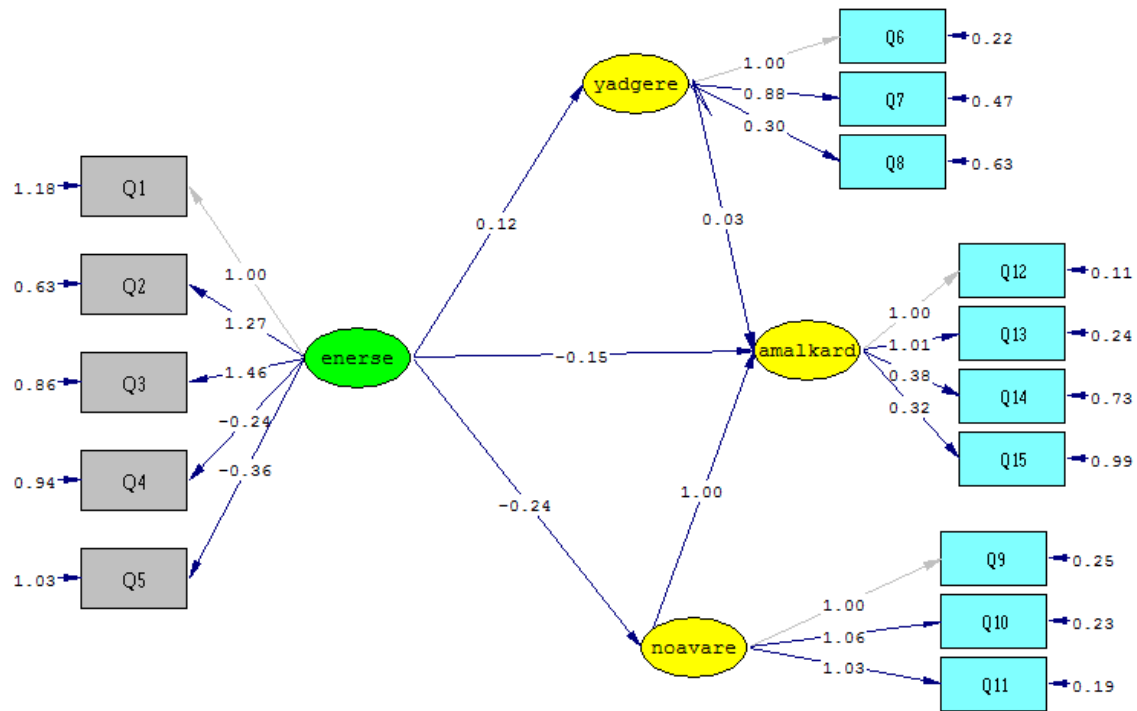 1.18 Q1
0.63 Q2
0.86 Q3
0.94 Q4
1.03 Q5
1.00
1.27
1.46
-0.24
-0.36
enerse
0.12
-0.15
-0.24
yadgere
1.00
0.88
0.30
Q6 0.22
Q7 0.47
Q8 0.63
0.03
amalkard
1.00
1.01
0.38
0.32
Q12 0.11
Q13 0.24
Q14 0.73
Q15 0.99
1.00
noavare
1.00
1.06
1.03
Q9 0.25
Q10 0.23
Q11 0.19